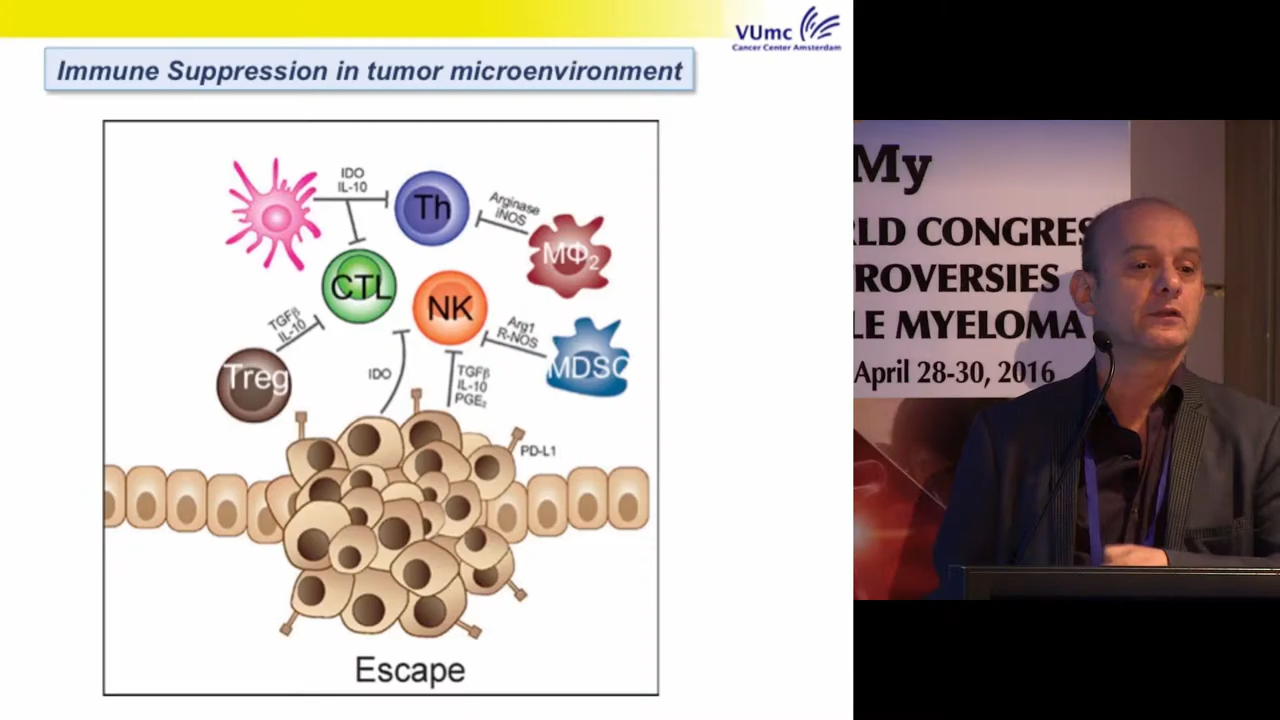 VUmc
Cancer Center Amsterdam
Immune Suppression in tumor microenvironment
IDO
IL-10
Th
Arginase
iNOS
MΦ2
CTL
NK
TGFβ
IL-10
Arg1
R-NOS
Treg
MDSC
IDO
TGFβ
IL-10
PGE2
PD-L1
Escape
My
RLD CONGRES
ROVERSIES
LE MYELOMA
April 28-30, 2016